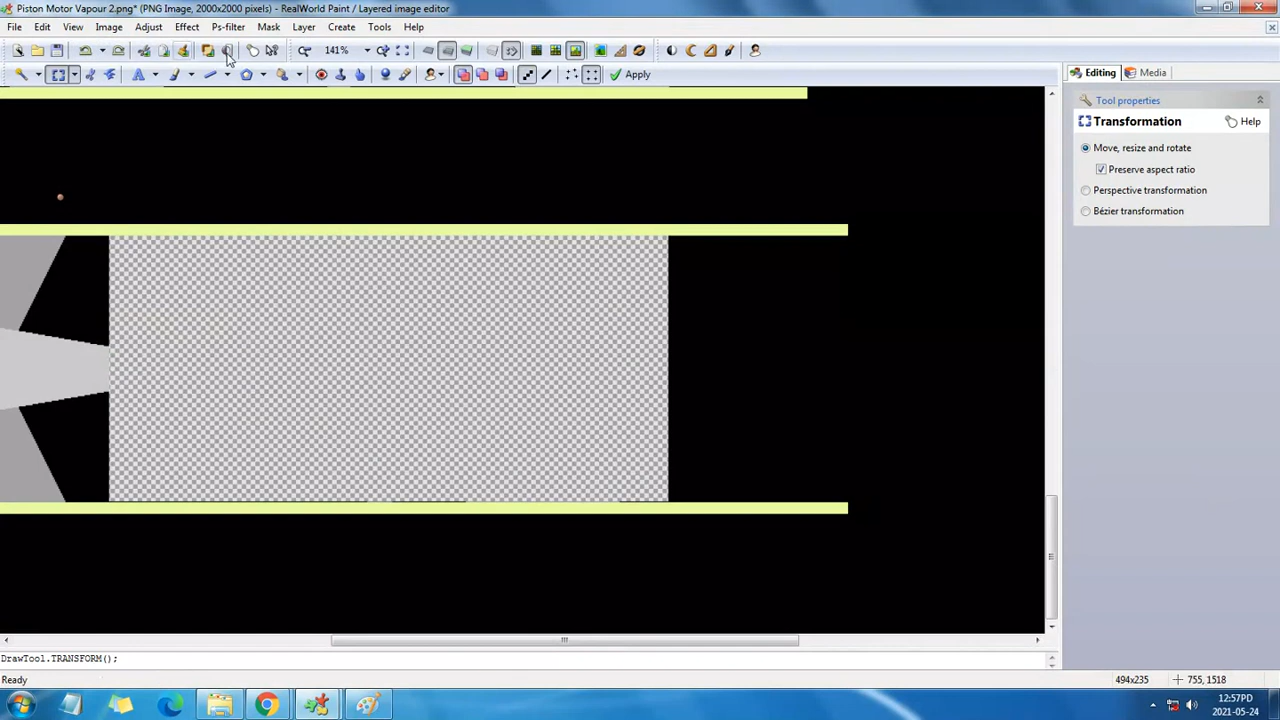 Piston Motor Vapour 2.png* (PNG Image, 2000x2000 pixels) - RealWorld Paint / Layered image editor
File Edit View Image Adjust Effect Ps-filter Mask Screen Layer Create Tools Help
141%
Apply
Editing Media
Tool properties
Transformation Help
Move, resize and rotate
Preserve aspect ratio
Perspective transformation
Bézier transformation
DrawTool.TRANSFORM();
Ready 494x235 755, 1518
12:57PD
2021-05-24